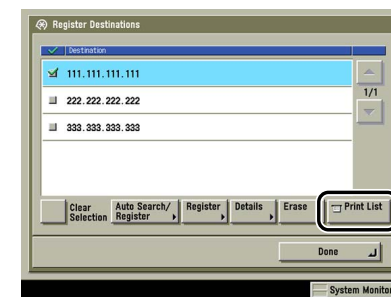 Register Destinations
Destination
111.111.111.111
222.222.222.222
333.333.333.333
1/1
Clear Selection
Auto Search/ Register
Register
Details
Erase
Print List
Done
System Monitor